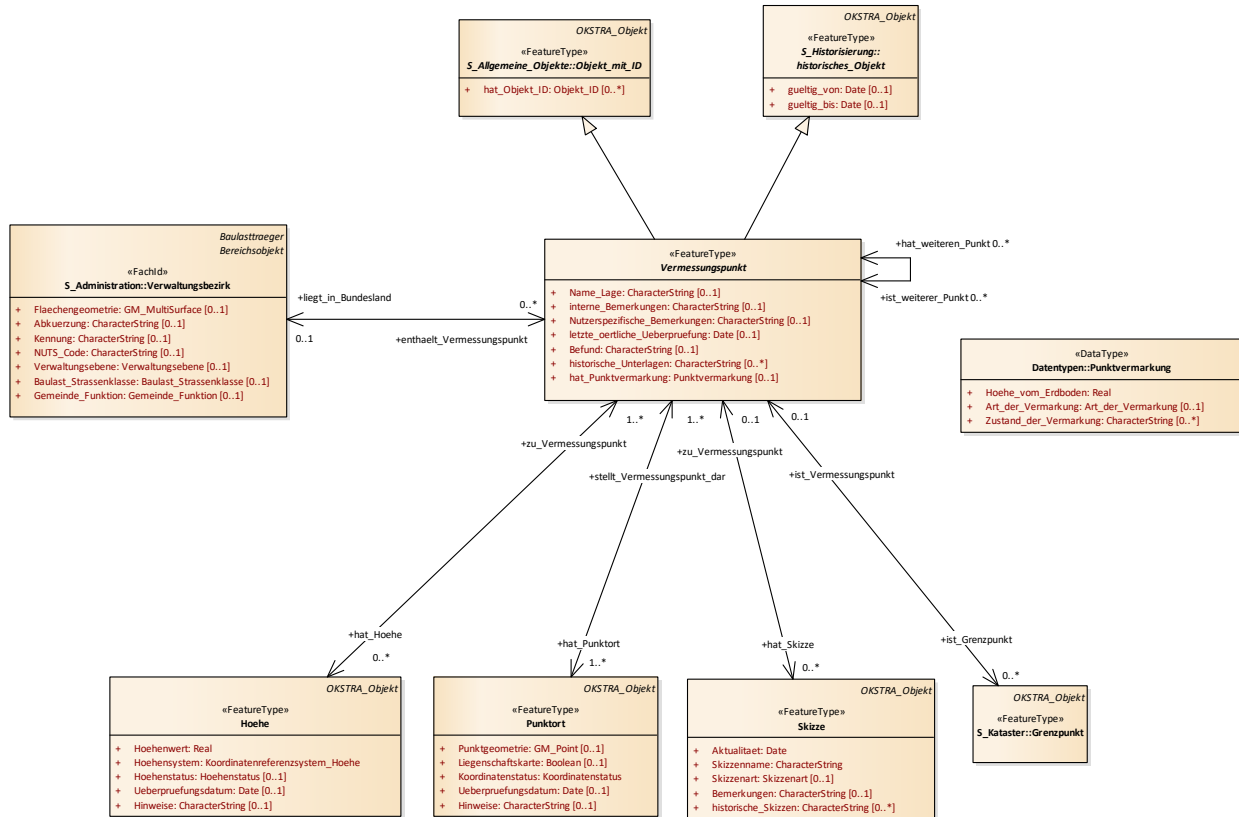 OKSTRA_Objekt
«FeatureType»
S_Allgemeine_Objekte::Objekt_mit_ID
+ hat_Objekt_ID: Objekt_ID [0..*]
OKSTRA_Objekt
«FeatureType»
S_Historisierung::
historisches_Objekt
+ gueltig_von: Date [0..1]
+ gueltig_bis: Date [0..1]
Baulasttraeger
Bereichsobjekt
«FachId»
S_Administration::Verwaltungsbezirk
+ Flaechengeometrie: GM_MultiSurface [0..1]
+ Abkuerzung: CharacterString [0..1]
+ Kennung: CharacterString [0..1]
+ NUTS_Code: CharacterString [0..1]
+ Verwaltungsebene: Verwaltungsebene [0..1]
+ Baulast_Strassenklasse: Baulast_Strassenklasse [0..1]
+ Gemeinde_Funktion: Gemeinde_Funktion [0..1]
+liegt_in_Bundesland
0..1
0..*
+enthaelt_Vermessungspunkt
«FeatureType»
Vermessungspunkt
+ Name_Lage: CharacterString [0..1]
+ interne_Bemerkungen: CharacterString [0..1]
+ Nutzerspezifische_Bemerkungen: CharacterString [0..1]
+ letzte_oertliche_Ueberpruefung: Date [0..1]
+ Befund: CharacterString [0..1]
+ historische_Unterlagen: CharacterString [0..*]
+ hat_Punktvermarkung: Punktvermarkung [0..1]
+hat_weiteren_Punkt 0..*
+ist_weiterer_Punkt 0..*
«DataType»
Datentypen::Punktvermarkung
+ Hoehe_vom_Erdboden: Real
+ Art_der_Vermarkung: Art_der_Vermarkung [0..1]
+ Zustand_der_Vermarkung: CharacterString [0..*]
1..*
1..*
0..1
0..1
+zu_Vermessungspunkt
+zu_Vermessungspunkt
+stellt_Vermessungspunkt_dar
+ist_Vermessungspunkt
+hat_Hoehe
0..*
+hat_Punktort
1..*
+hat_Skizze
0..*
+ist_Grenzpunkt
0..*
OKSTRA_Objekt
«FeatureType»
Hoehe
+ Hoehenwert: Real
+ Hoehensystem: Koordinatenreferenzsystem_Hoehe
+ Hoehenstatus: Hoehenstatus [0..1]
+ Ueberpruefungsdatum: Date [0..1]
+ Hinweise: CharacterString [0..1]
OKSTRA_Objekt
«FeatureType»
Punktort
+ Punktgeometrie: GM_Point [0..1]
+ Liegenschaftskarte: Boolean [0..1]
+ Koordinatenstatus: Koordinatenstatus
+ Ueberpruefungsdatum: Date [0..1]
+ Hinweise: CharacterString [0..1]
OKSTRA_Objekt
«FeatureType»
Skizze
+ Aktualitaet: Date
+ Skizzenname: CharacterString
+ Skizzenart: Skizzenart [0..1]
+ Bemerkungen: CharacterString [0..1]
+ historische_Skizzen: CharacterString [0..*]
OKSTRA_Objekt
«FeatureType»
S_Kataster::Grenzpunkt